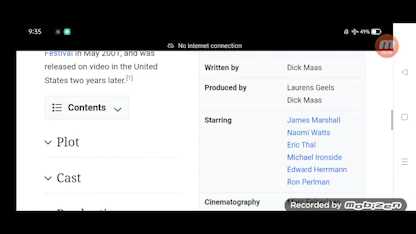 9:35
49%
No internet connection
Festival in May 2001, and was
released on video in the United
States two years later.[1]
Contents
Plot
Cast
Written by Dick Maas
Produced by Laurens Geels
Dick Maas
Starring James Marshall
Naomi Watts
Eric Thal
Michael Ironside
Edward Herrmann
Ron Perlman
Cinematography
Recorded by
MOBIZEN